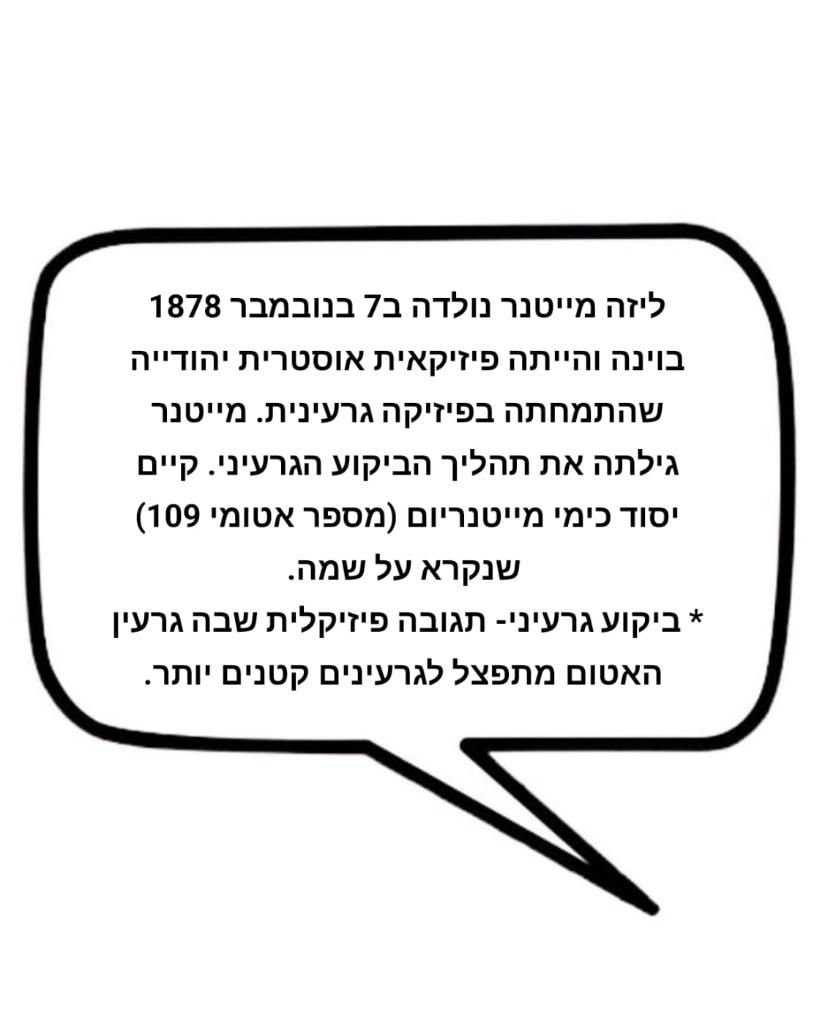 ליזה מייטנר נולדה ב7 בנובמבר 1878
בוינה והייתה פיזיקאית אוסטרית יהודייה
שהתמחתה בפיזיקה גרעינית. מייטנר
גילתה את תהליך הביקוע הגרעיני. קיים
יסוד כימי מייטנריום (מספר אטומי 109)
שנקרא על שמה.
* ביקוע גרעיני- תגובה פיזיקלית שבה גרעין
האטום מתפצל לגרעינים קטנים יותר.